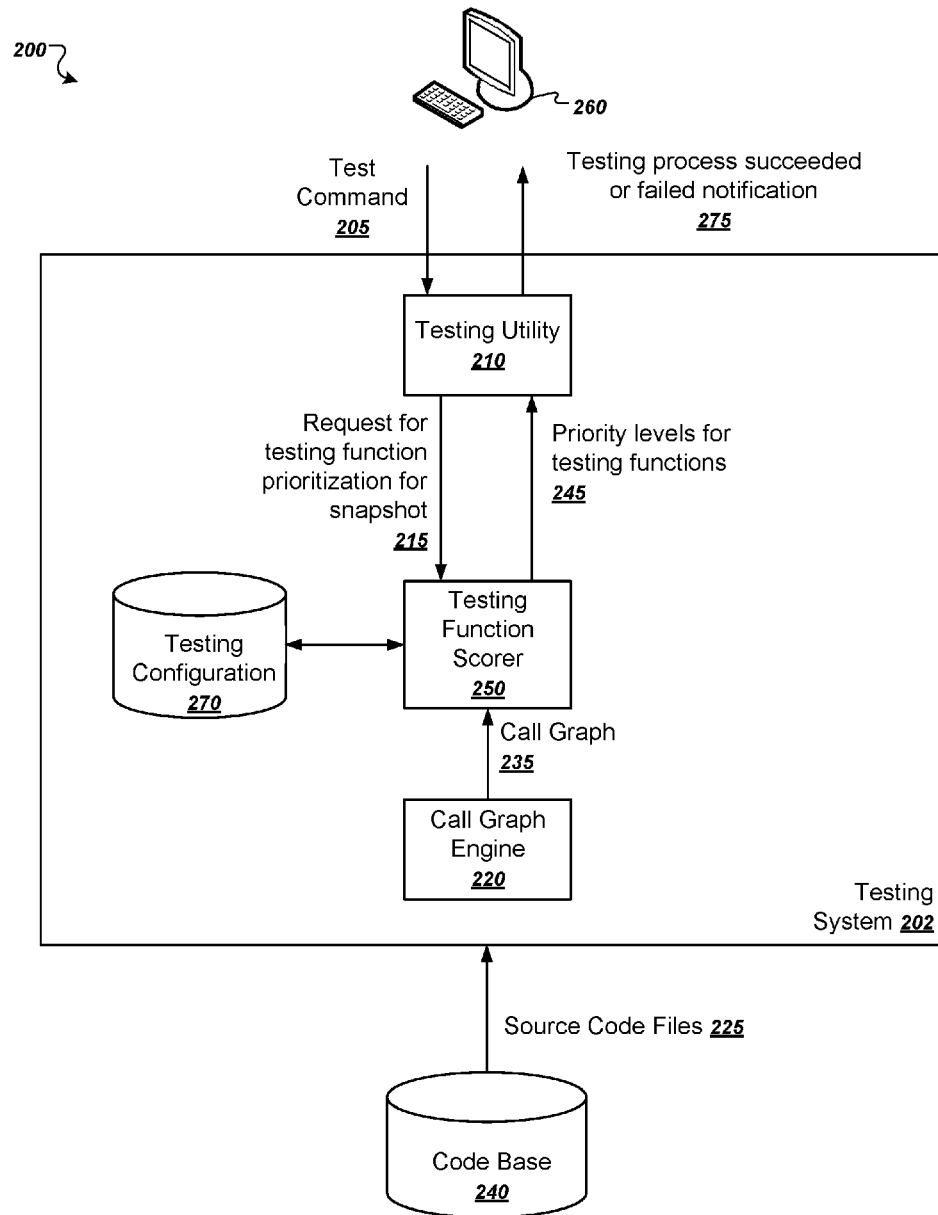 200
260
Test
Command
205
Testing process succeeded
or failed notification
275
Testing Utility
210
Request for
testing function
prioritization for
snapshot
215
Priority levels for
testing functions
245
Testing
Configuration
270
Testing
Function
Scorer
250
Call Graph
235
Call Graph
Engine
220
Testing
System 202
Source Code Files 225
Code Base
240